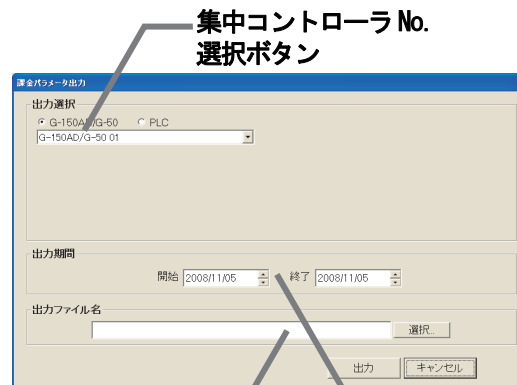 集中コントローラNo.
選択ボタン
課金パラメータ出力
出力選択
G-150AD/G-50 PLC
G-150AD/G-50 01
出力期間
開始 2008/11/05 終了 2008/11/05
出力ファイル名
選択...
出力 キャンセル